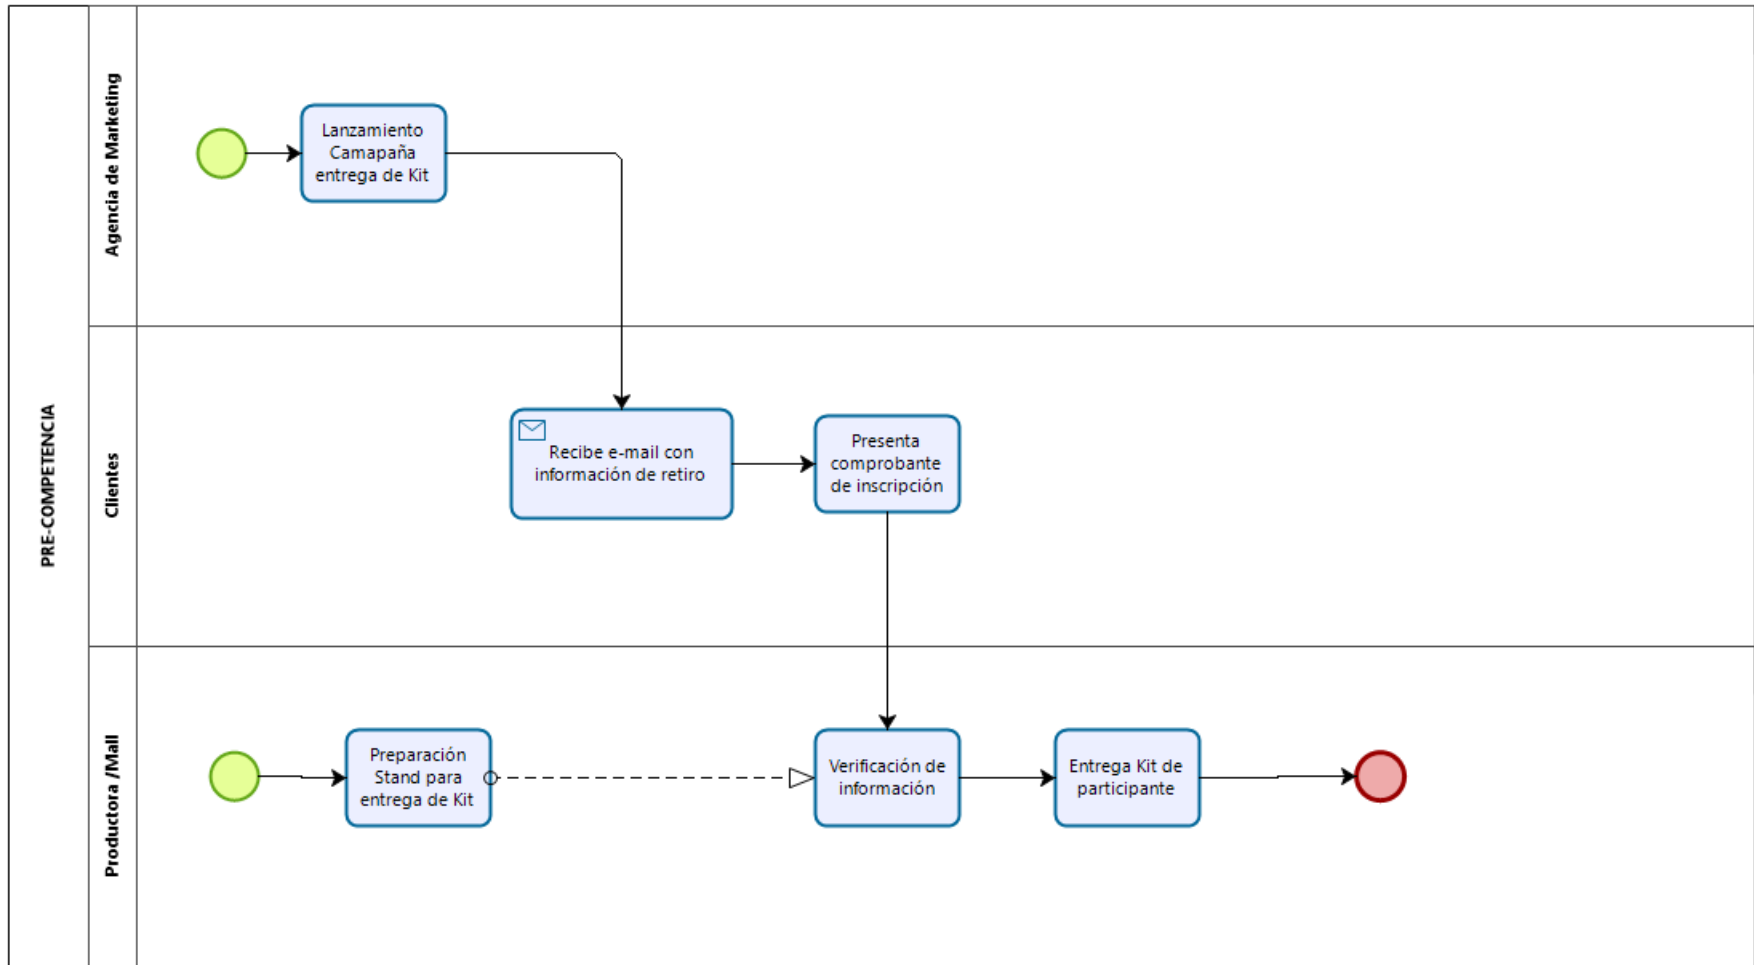 PRE-COMPETENCIA
Agencia de Marketing
Lanzamiento
Camapaña
entrega de Kit
Clientes
Recibe e-mail con
información de retiro
Presenta
comprobante
de inscripción
Productora /Mall
Preparación
Stand para
entrega de Kit
Verificación de
información
Entrega Kit de
participante